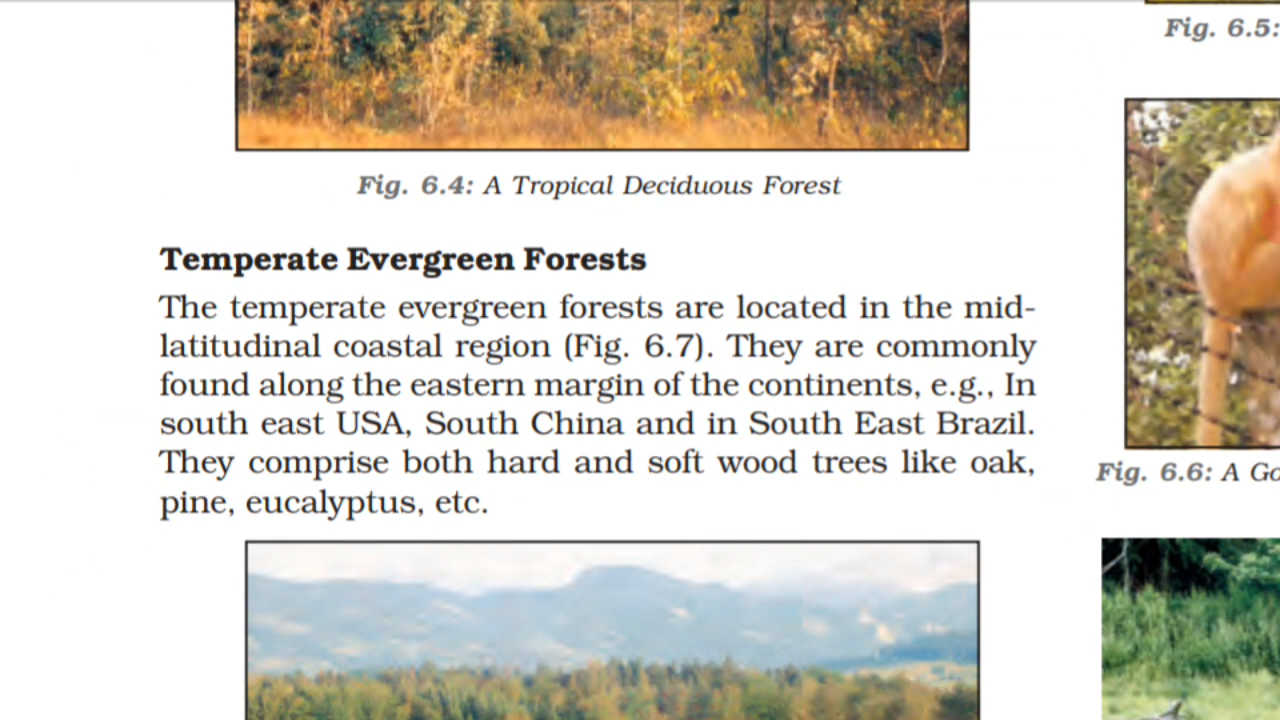 Fig. 6.5:
Fig. 6.4: A Tropical Deciduous Forest
Temperate Evergreen Forests
The temperate evergreen forests are located in the mid-
latitudinal coastal region (Fig. 6.7). They are commonly
found along the eastern margin of the continents, e.g., In
south east USA, South China and in South East Brazil.
They comprise both hard and soft wood trees like oak,
pine, eucalyptus, etc.
Fig. 6.6: A